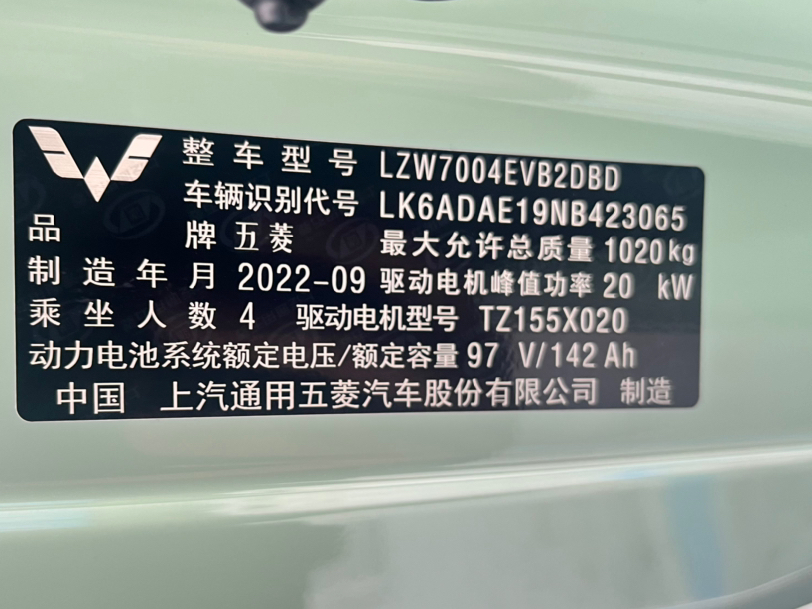 整车型号 LZW7004EVB2DBD
车辆识别代号 LK6ADAE19NB423065
品牌 五菱 最大允许总质量 1020kg
制造年月 2022-09 驱动电机峰值功率 20 kW
乘坐人数 4 驱动电机型号 TZ155X020
动力电池系统额定电压/额定容量 97 V/142 Ah
中国 上汽通用五菱汽车股份有限公司 制造